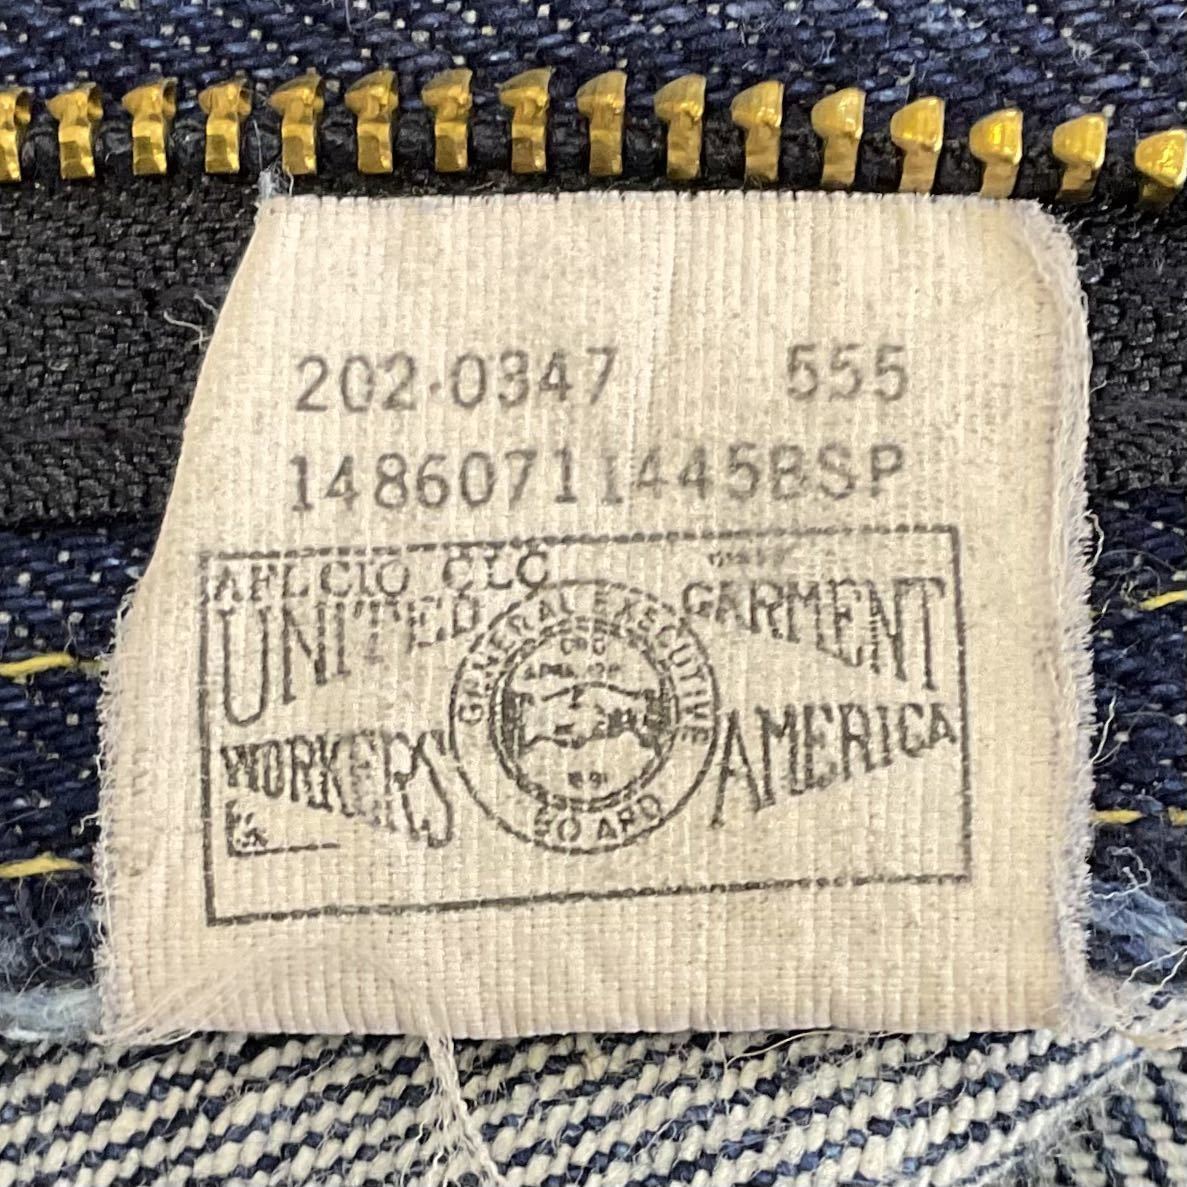 202.0347 555
14860711445BSP
AFL CIO CLC
UNITED GARMENT
WORKERS AMERICA
GENERAL EXECUTIVE
BOARD